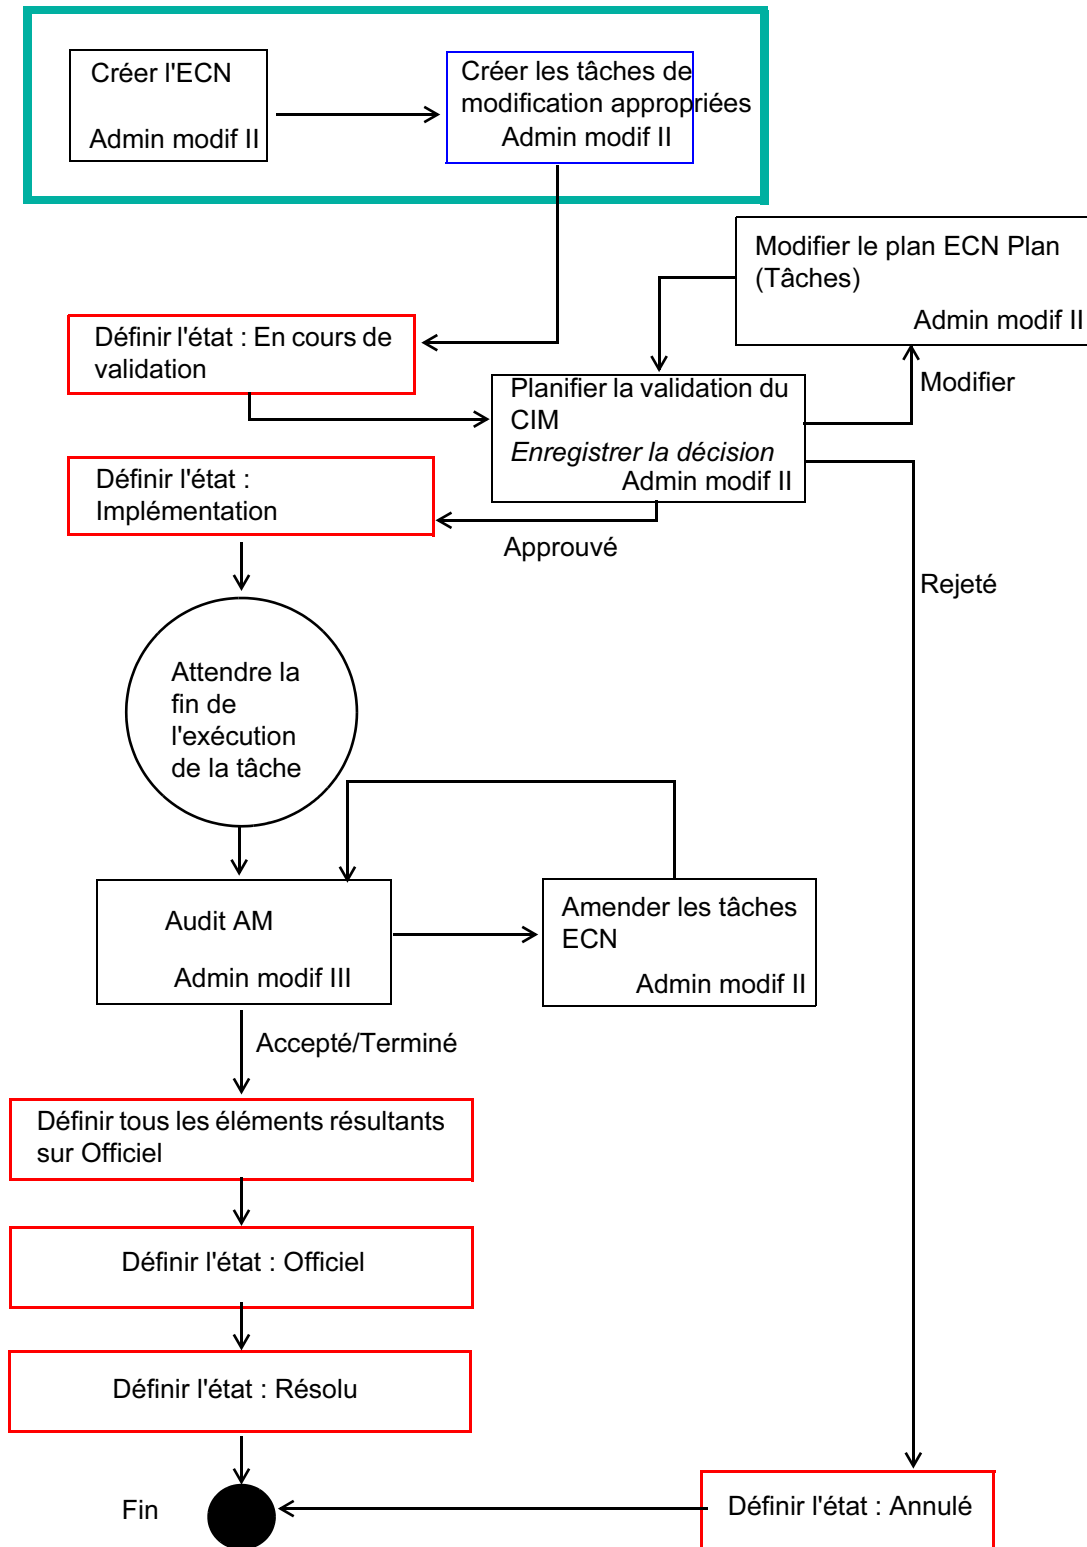 Créer l'ECN
Admin modif II
Créer les tâches de
modification appropriées
Admin modif II
Modifier le plan ECN Plan
(Tâches)
Admin modif II
Définir l'état : En cours de
validation
Modifier
Planifier la validation du
CIM
Enregistrer la décision
Admin modif II
Définir l'état :
Implémentation
Approuvé
Rejeté
Attendre la
fin de
l'exécution
de la tâche
Audit AM
Admin modif III
Amender les tâches
ECN
Admin modif II
Accepté/Terminé
Définir tous les éléments résultants
sur Officiel
Définir l'état : Officiel
Définir l'état : Résolu
Fin
Définir l'état : Annulé